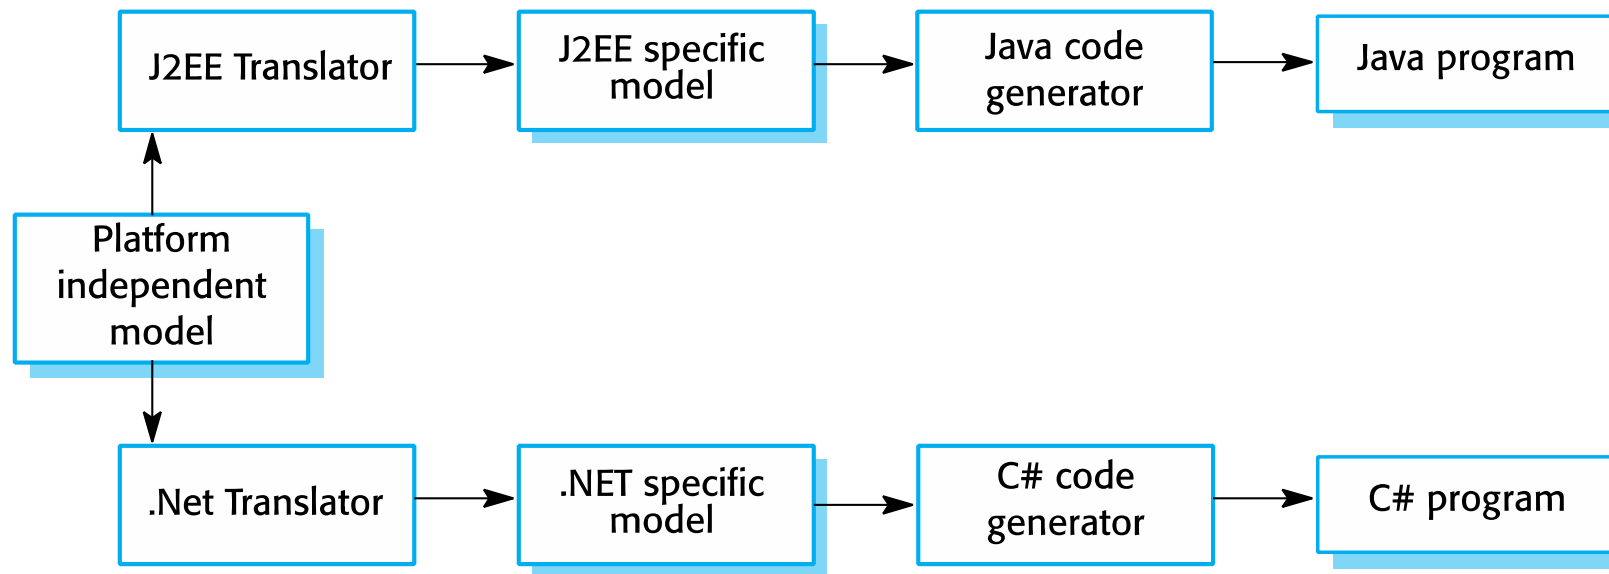 J2EE Translator
J2EE specific
model
Java code
generator
Java program
Platform
independent
model
.Net Translator
.NET specific
model
C# code
generator
C# program